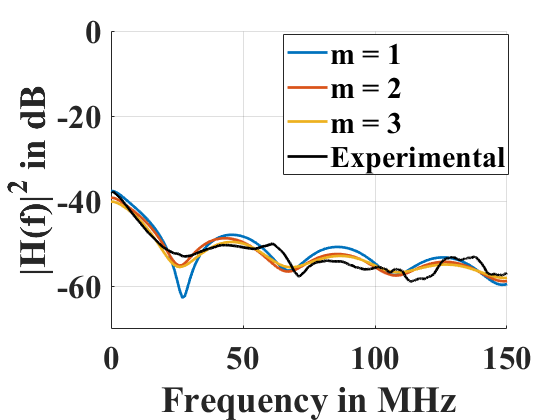 |H(f)|² in dB
0
-20
-40
-60
m = 1
m = 2
m = 3
Experimental
0 50 100 150
Frequency in MHz